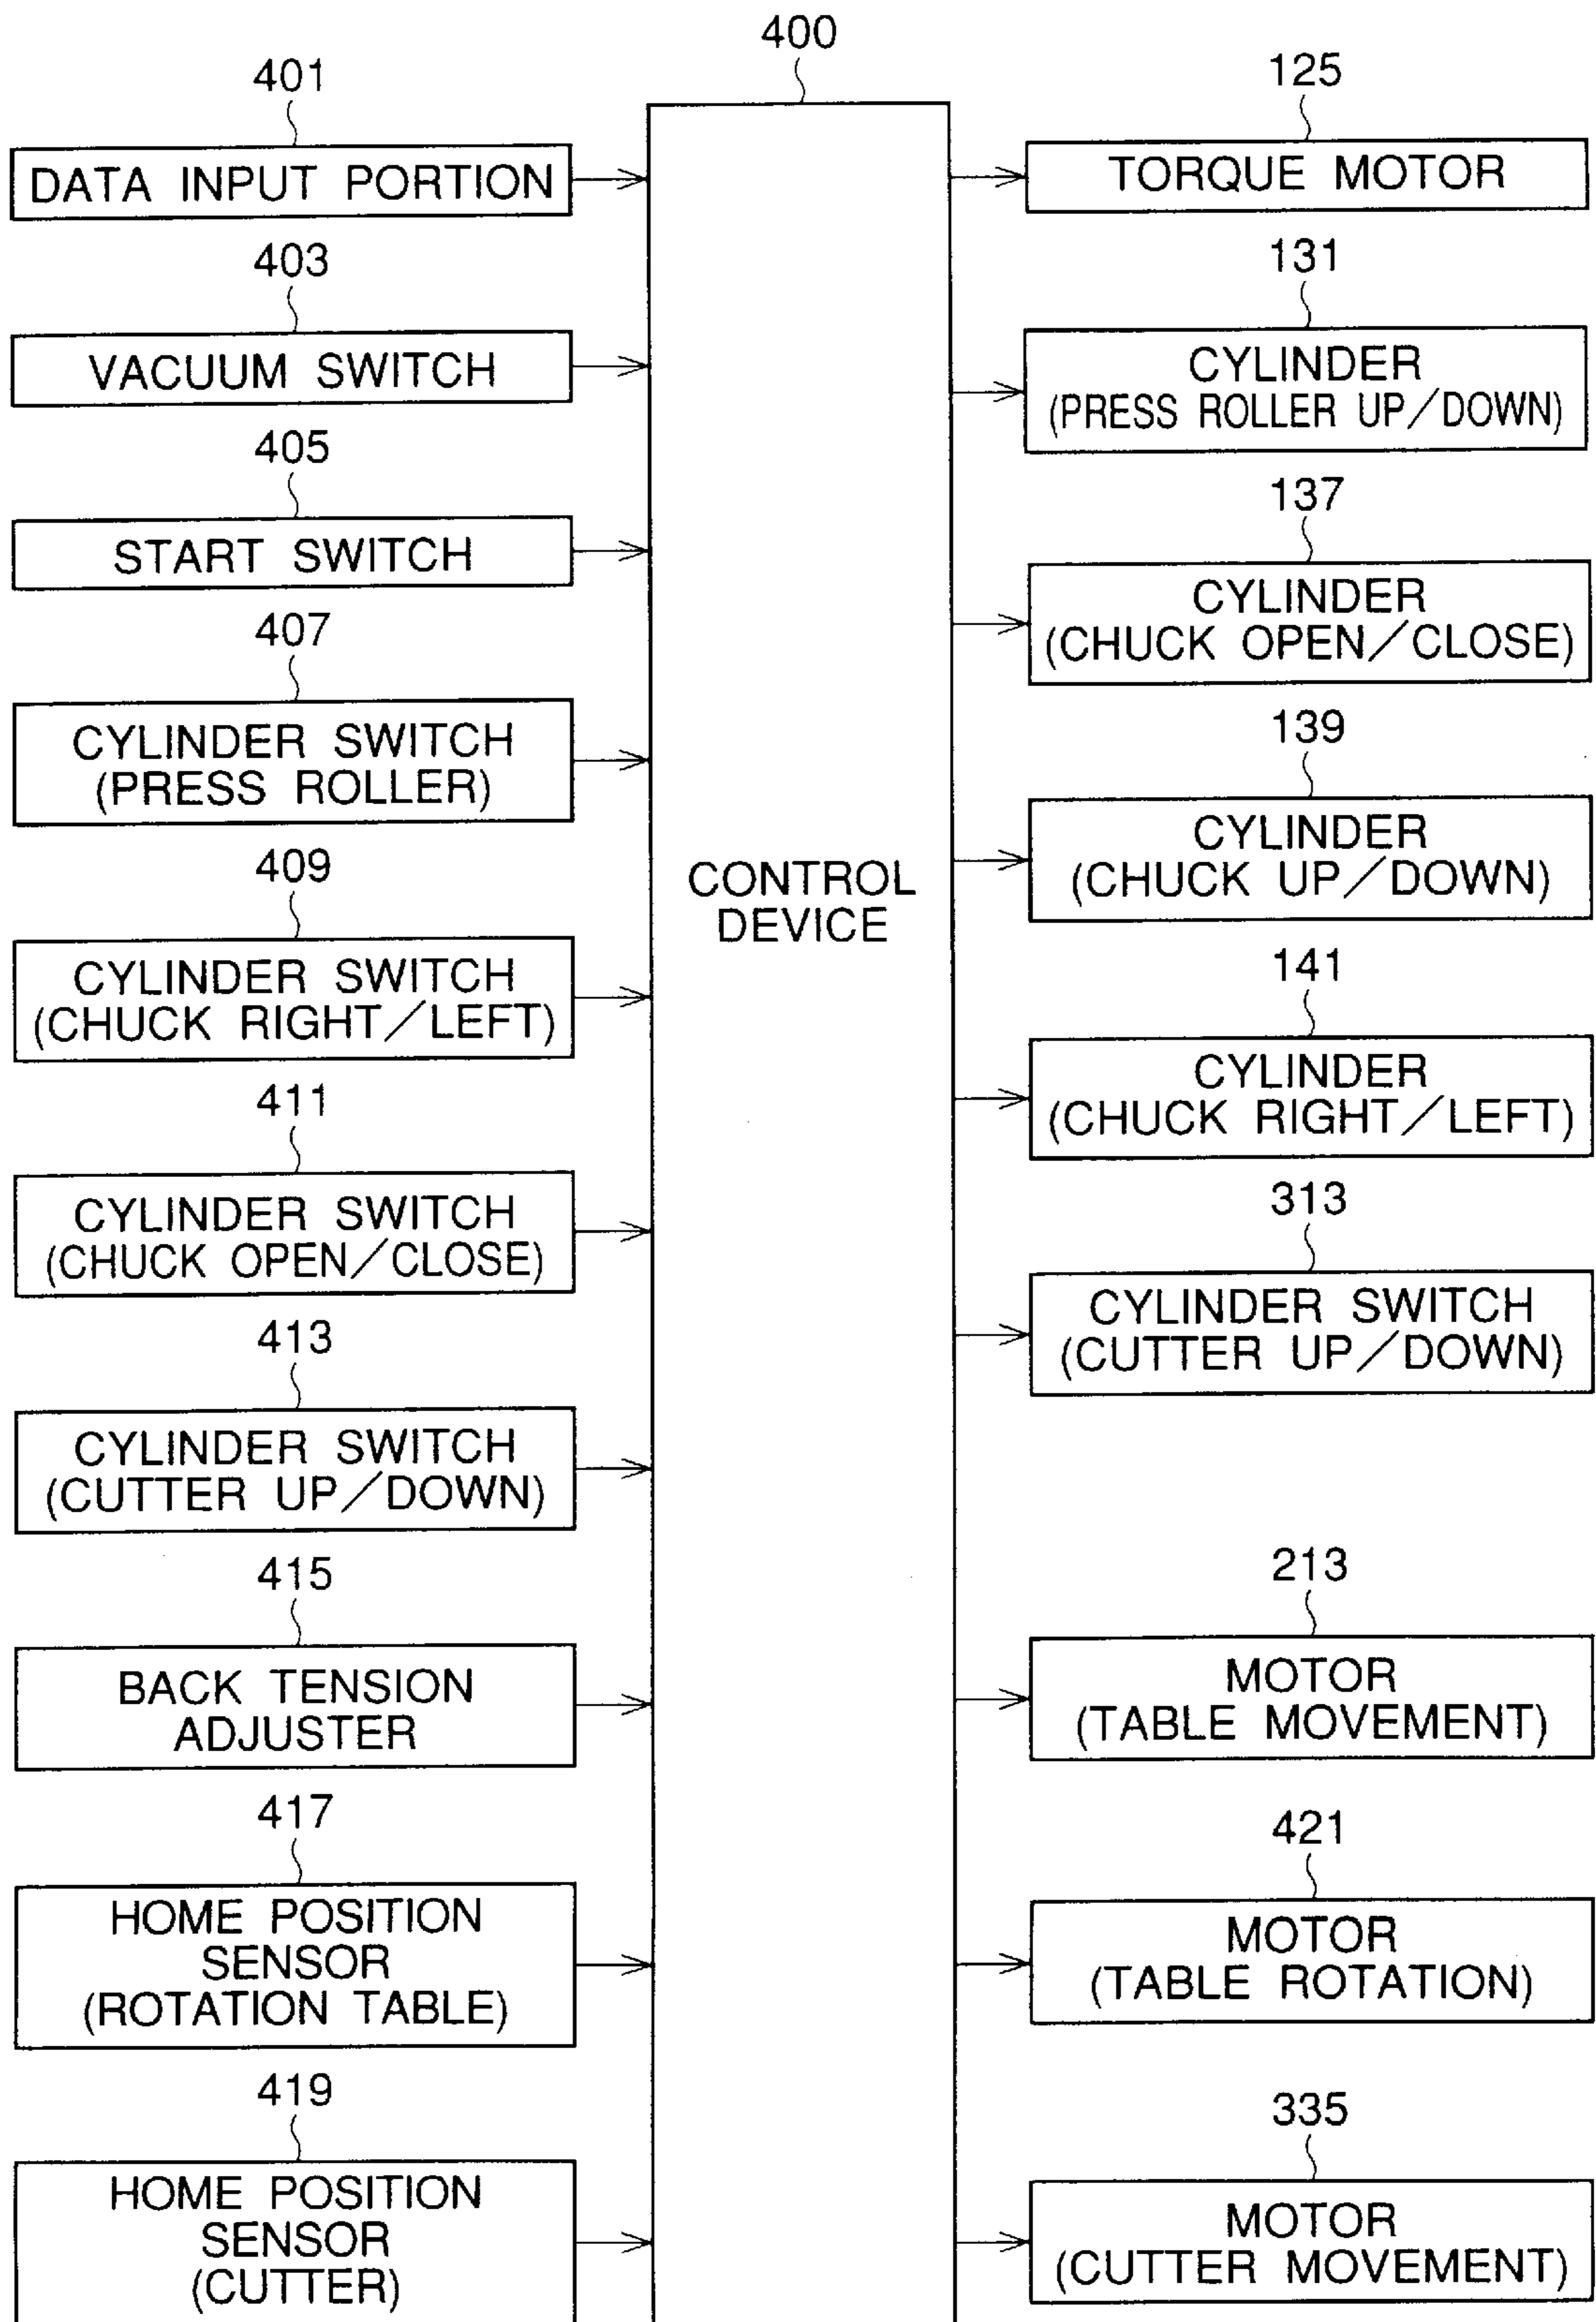 400
401
DATA INPUT PORTION
403
VACUUM SWITCH
405
START SWITCH
407
CYLINDER SWITCH
(PRESS ROLLER)
409
CYLINDER SWITCH
(CHUCK RIGHT/LEFT)
411
CYLINDER SWITCH
(CHUCK OPEN/CLOSE)
413
CYLINDER SWITCH
(CUTTER UP/DOWN)
415
BACK TENSION
ADJUSTER
417
HOME POSITION
SENSOR
(ROTATION TABLE)
419
HOME POSITION
SENSOR
(CUTTER)
CONTROL
DEVICE
125
TORQUE MOTOR
131
CYLINDER
(PRESS ROLLER UP/DOWN)
137
CYLINDER
(CHUCK OPEN/CLOSE)
139
CYLINDER
(CHUCK UP/DOWN)
141
CYLINDER
(CHUCK RIGHT/LEFT)
313
CYLINDER SWITCH
(CUTTER UP/DOWN)
213
MOTOR
(TABLE MOVEMENT)
421
MOTOR
(TABLE ROTATION)
335
MOTOR
(CUTTER MOVEMENT)